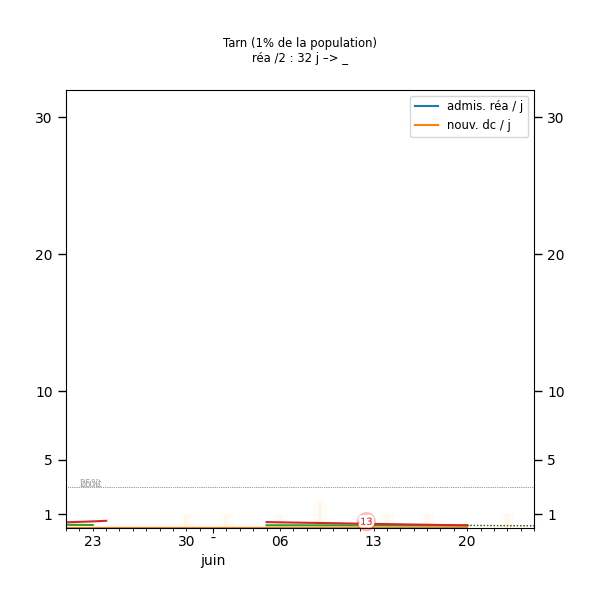 Tarn (1% de la population)
réa /2 : 32 j –> _
admis. réa / j
nouv. dc / j
30 30
20 20
10 10
5 5
1 1
13
23 30 - 06 13 20
juin